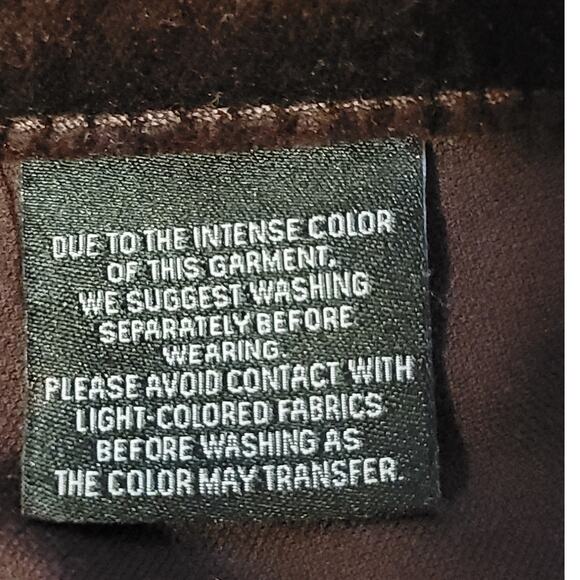 DUE TO THE INTENSE COLOR
OF THIS GARMENT.
WE SUGGEST WASHING
SEPARATELY BEFORE
WEARING.
PLEASE AVOID CONTACT WITH
LIGHT-COLORED FABRICS
BEFORE WASHING AS
THE COLOR MAY TRANSFER.